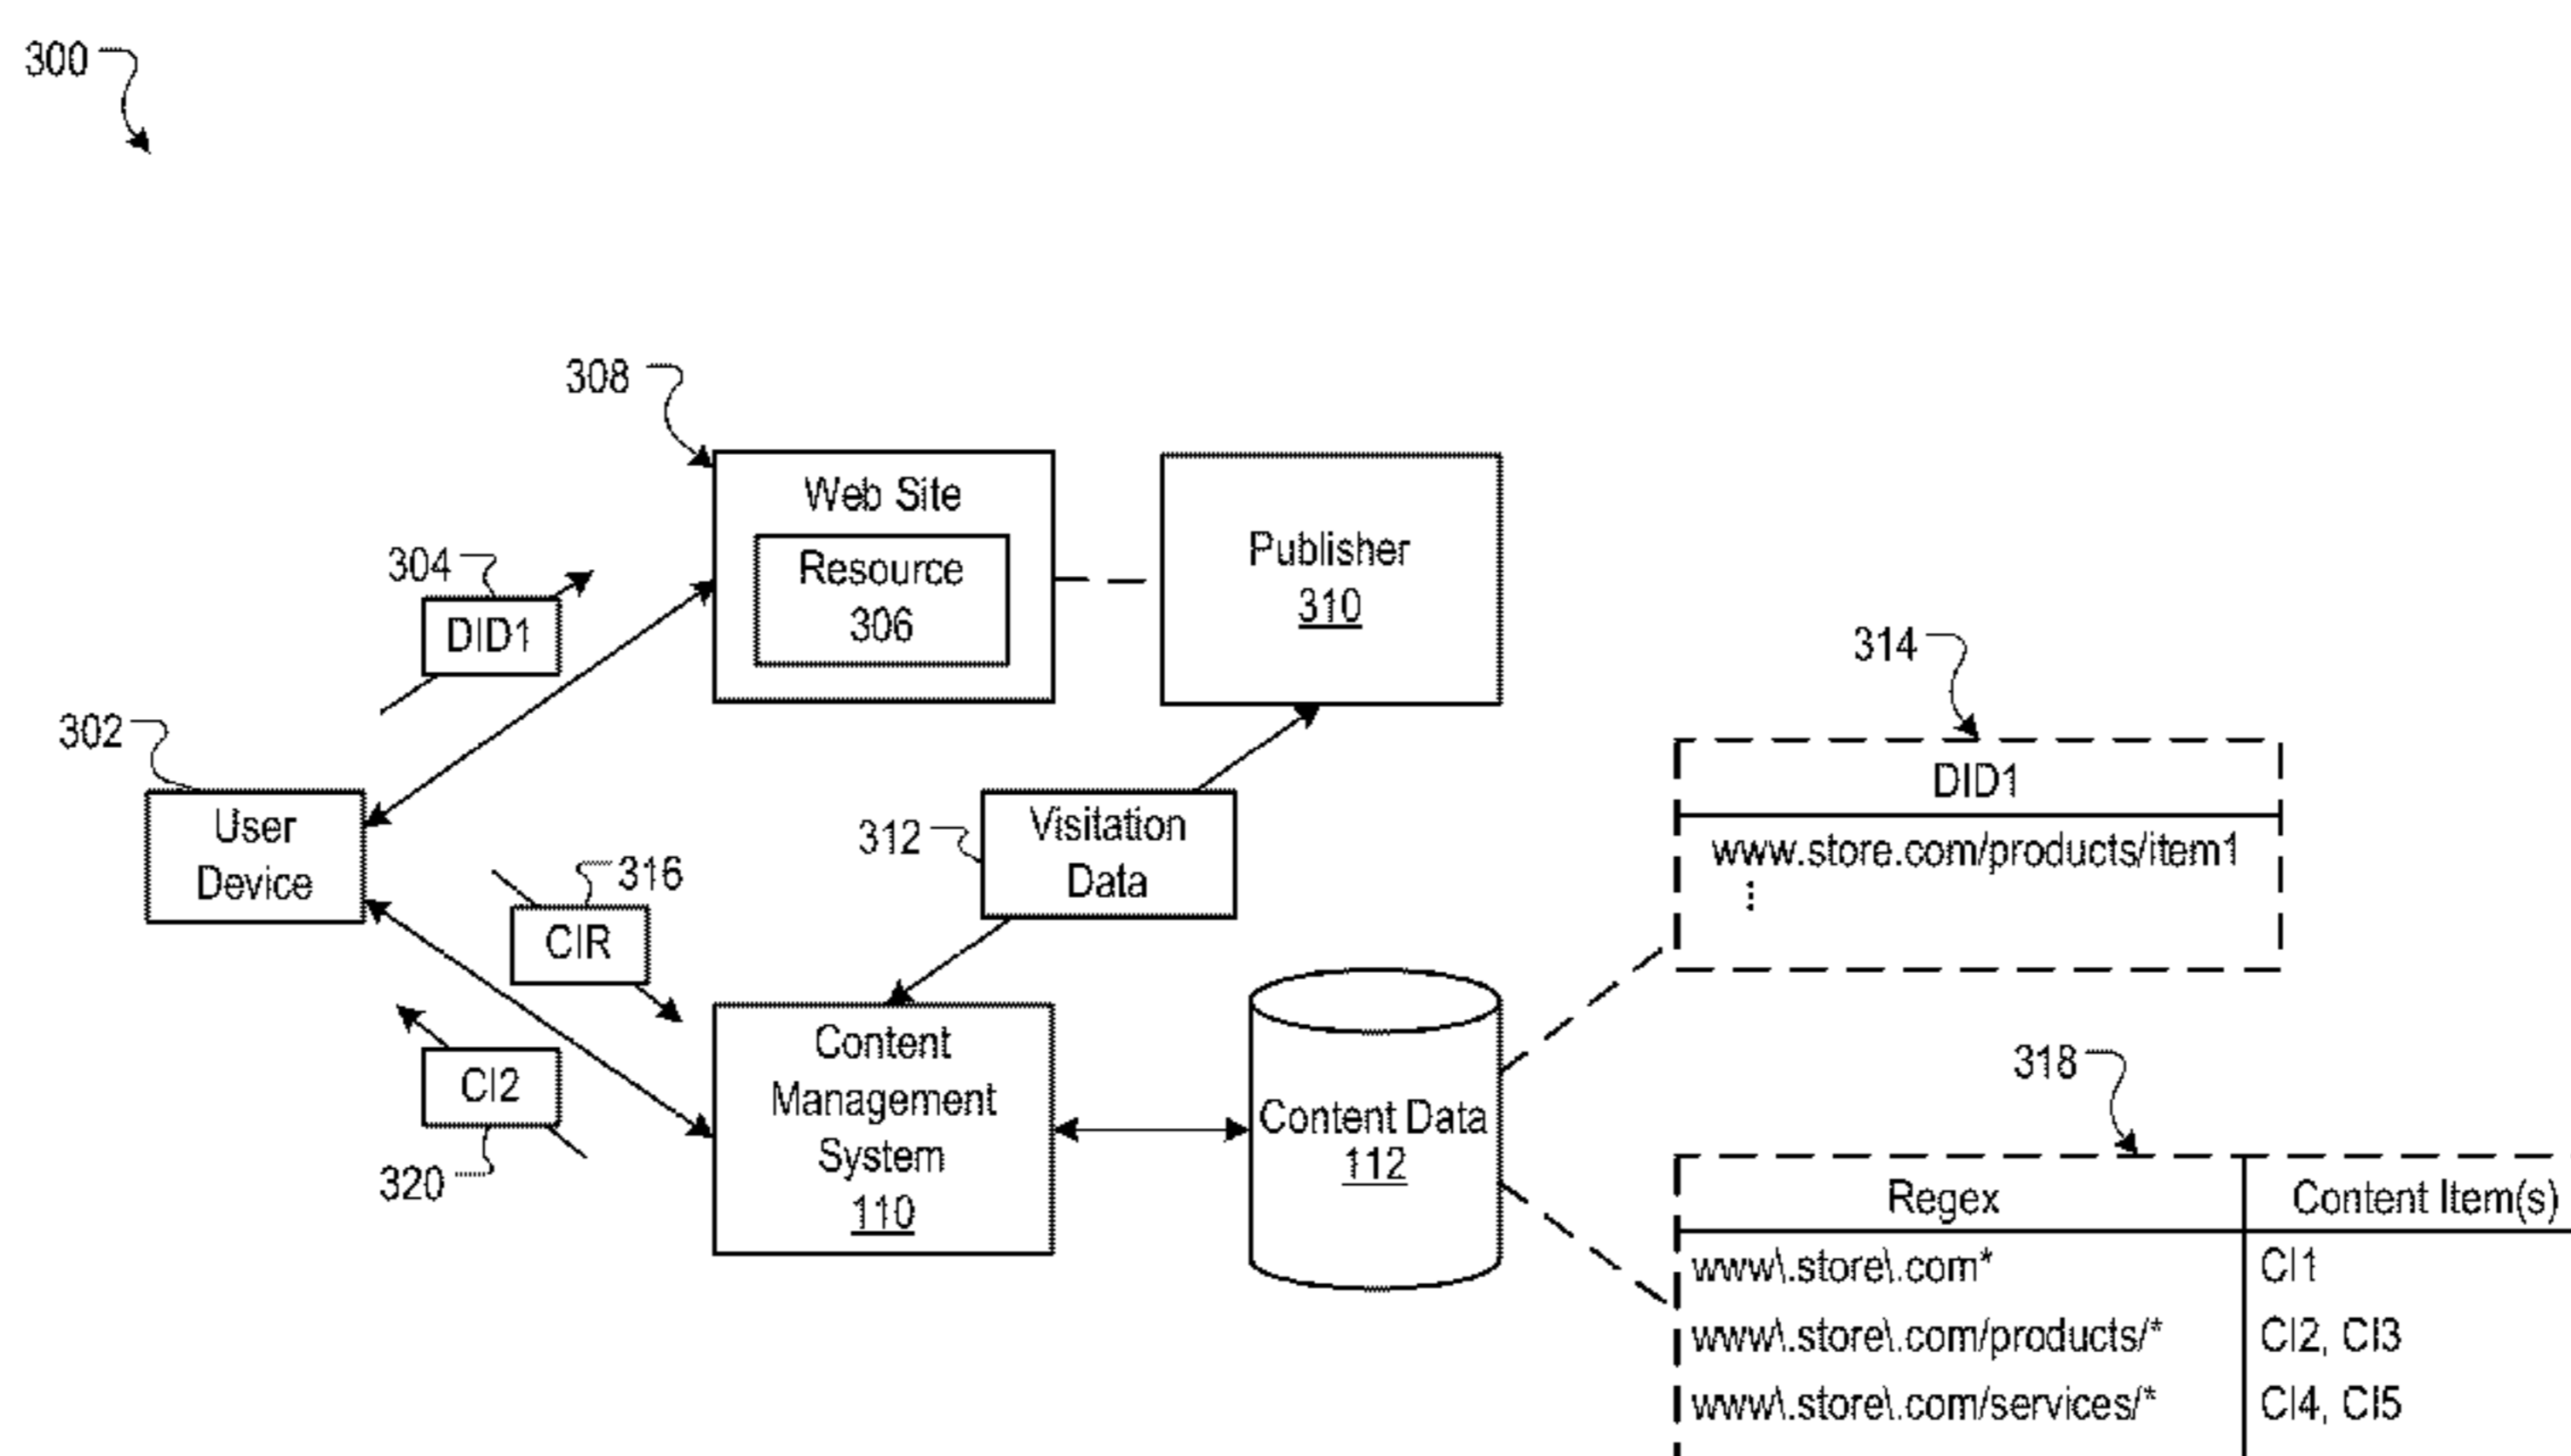 300
308
Web Site
Resource
306
Publisher
310
304
DID1
302
User
Device
312
Visitation
Data
316
CIR
CI2
320
Content
Management
System
110
Content Data
112
314
DID1
www.store.com/products/item1
⋮
318
Regex Content Item(s)
www\.store\.com* CI1
www\.store\.com/products/* CI2, CI3
www\.store\.com/services/* CI4, CI5